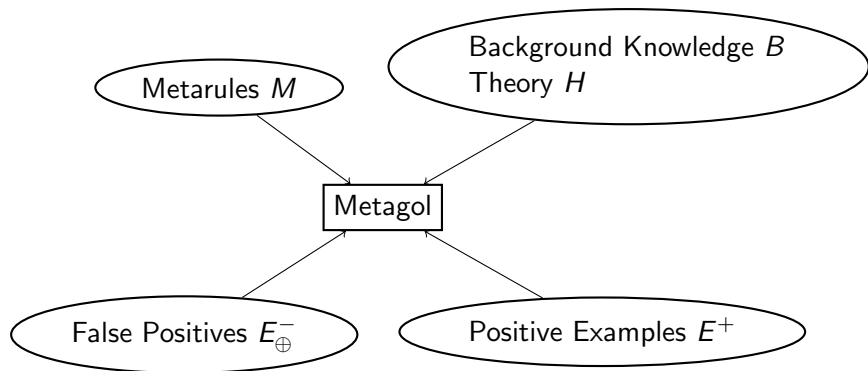 Background Knowledge B
Theory H
Metarules M
Metagol
False Positives E⊕−
Positive Examples E+